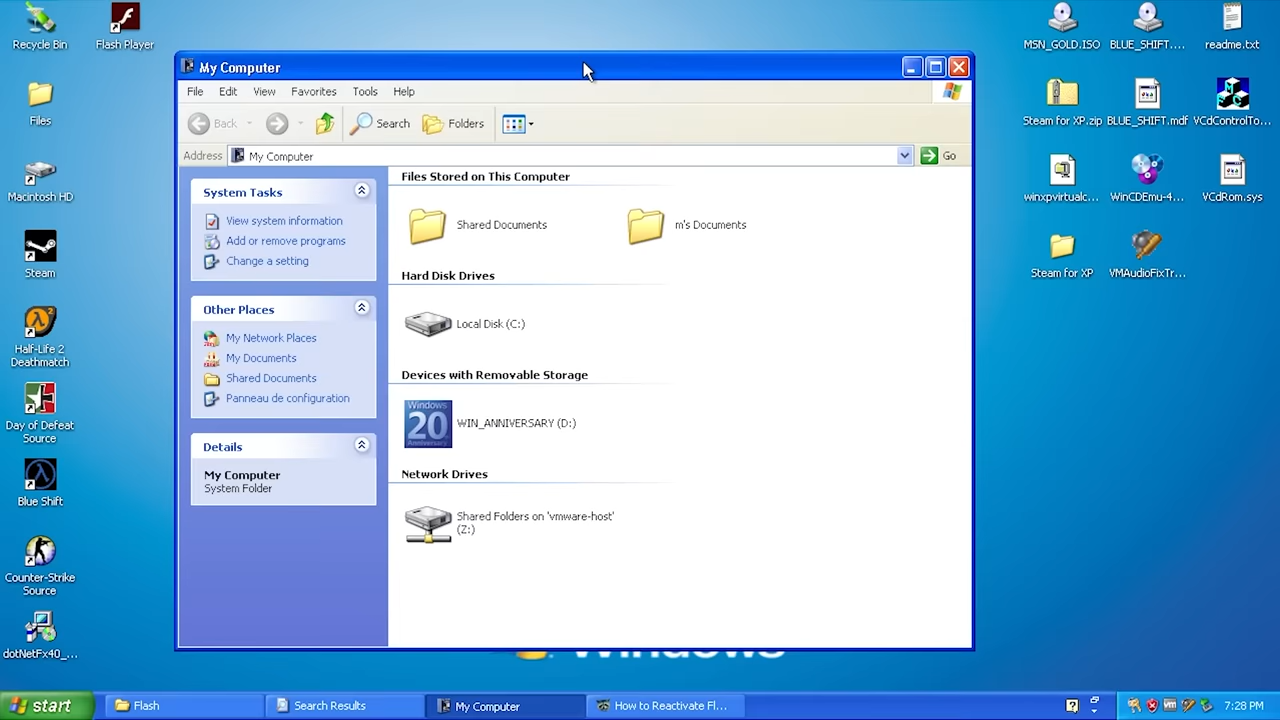 Recycle Bin
Flash Player
Files
Macintosh HD
Steam
Half-Life 2
Deathmatch
Day of Defeat
Source
Blue Shift
Counter-Strike
Source
dotNetFx40_...
My Computer
File Edit View Favorites Tools Help
Back Search Folders
Address My Computer Go
System Tasks
View system information
Add or remove programs
Change a setting
Other Places
My Network Places
My Documents
Shared Documents
Panneau de configuration
Details
My Computer
System Folder
Files Stored on This Computer
Shared Documents
m's Documents
Hard Disk Drives
Local Disk (C:)
Devices with Removable Storage
Windows
20
Anniversary
WIN_ANNIVERSARY (D:)
Network Drives
Shared Folders on 'vmware-host'
(Z:)
MSN_GOLD.ISO
BLUE_SHIFT....
readme.txt
Steam for XP.zip
BLUE_SHIFT.mdf
VCdControlTo...
winxpvirtualc...
WinCDEmu-4...
VCdRom.sys
Steam for XP
VMAudioFixTr...
Windows
start
Flash
Search Results
My Computer
How to Reactivate Fl...
7:28 PM